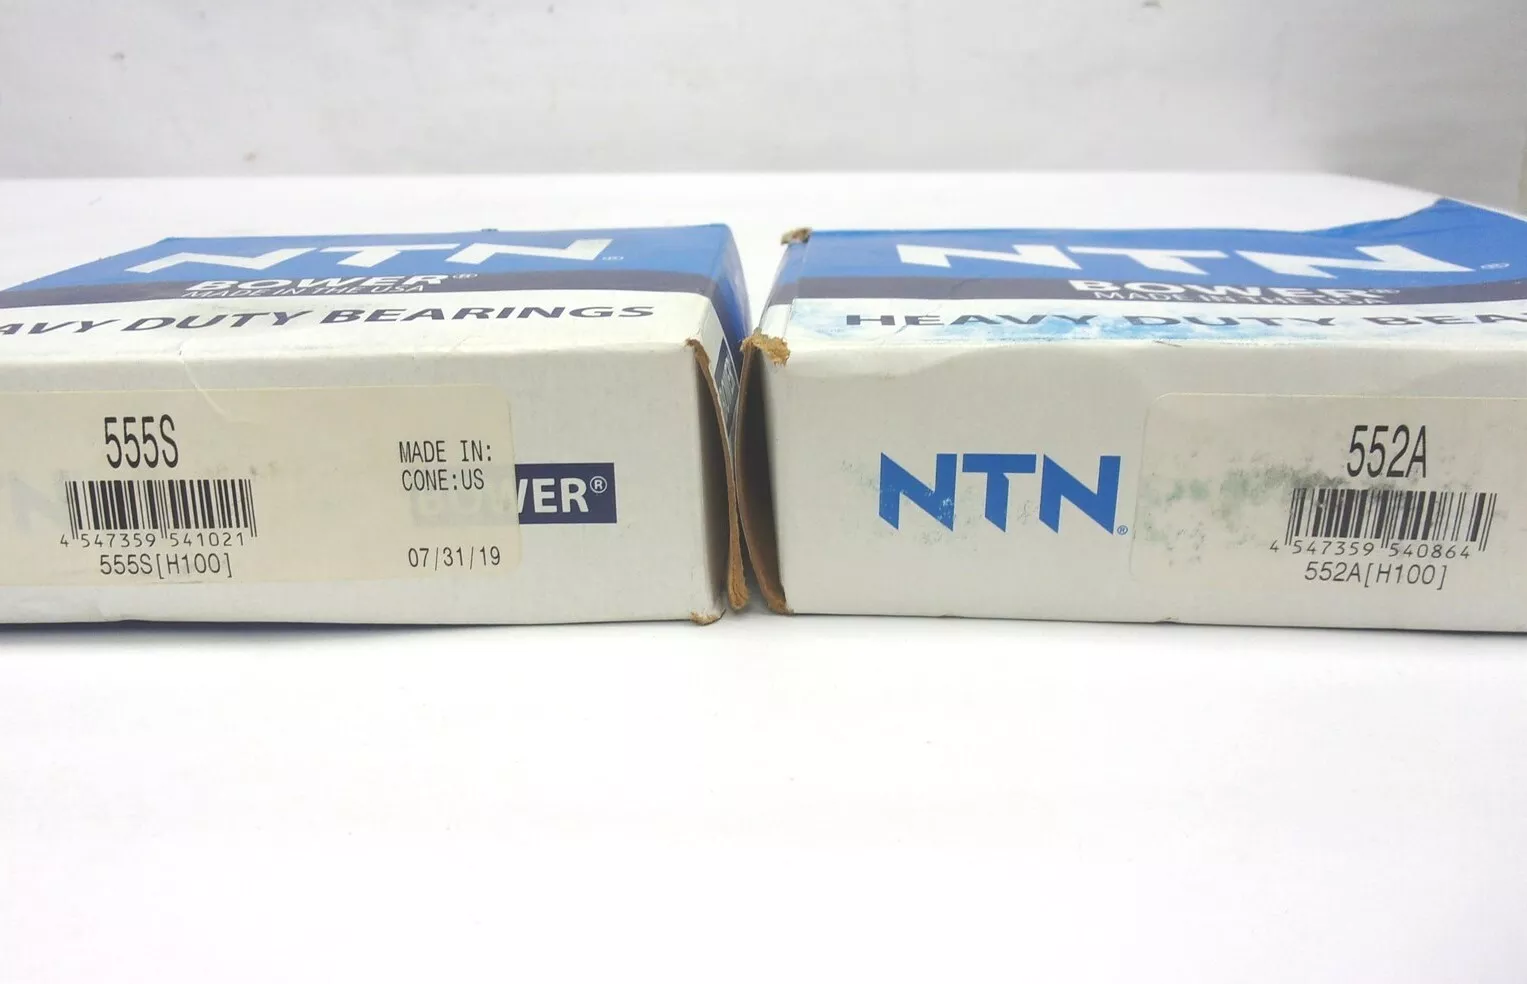 NTN®
BOWER®
MADE IN THE USA
AVY DUTY BEARINGS
555S
MADE IN:
CONE:US
4 547359 541021
555S[H100]
07/31/19
BOWER®
NTN®
BOWER®
MADE IN THE USA
HEAVY DUTY BEA
NTN®
552A
4 547359 540864
552A[H100]